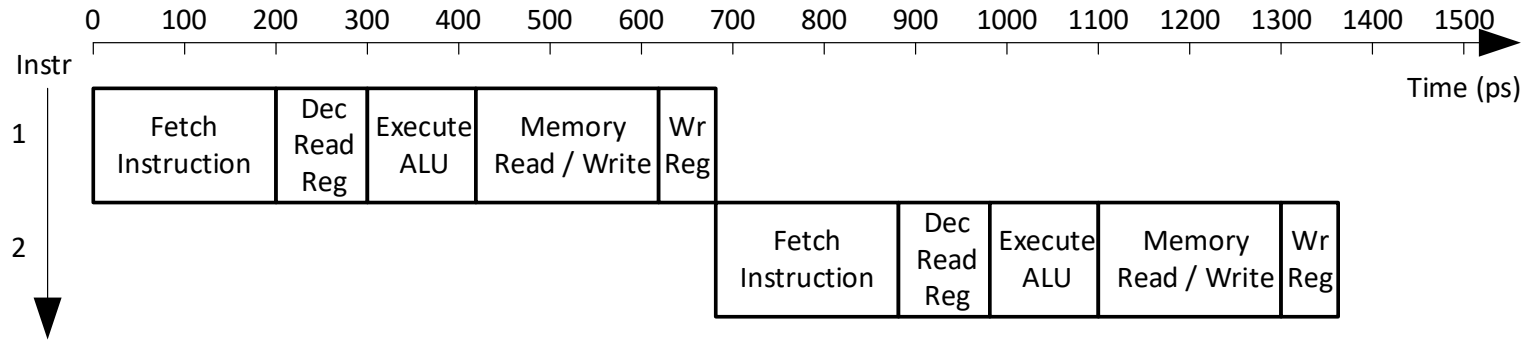 0 100 200 300 400 500 600 700 800 900 1000 1100 1200 1300 1400 1500
Instr
Time (ps)
1
Fetch
Instruction
Dec
Read
Reg
Execute
ALU
Memory
Read / Write
Wr
Reg
2
Fetch
Instruction
Dec
Read
Reg
Execute
ALU
Memory
Read / Write
Wr
Reg